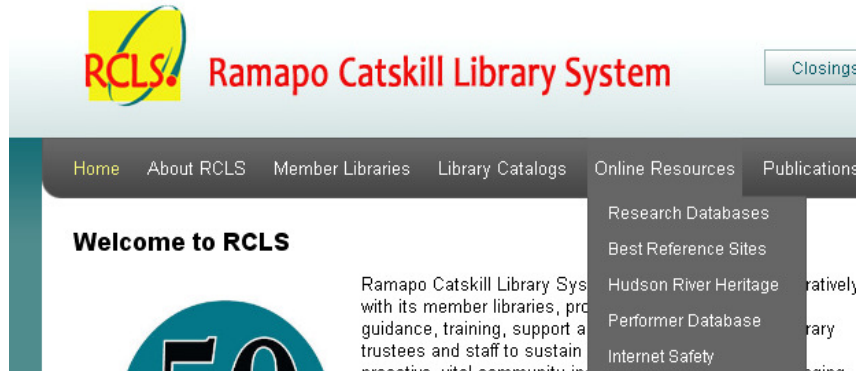 RCLS.
Ramapo Catskill Library System
Closings
Home About RCLS Member Libraries Library Catalogs Online Resources Publications
Research Databases
Best Reference Sites
Hudson River Heritage
Performer Database
Internet Safety
Welcome to RCLS
50
Ramapo Catskill Library Sys ratively
with its member libraries, pro
guidance, training, support a rary
trustees and staff to sustain